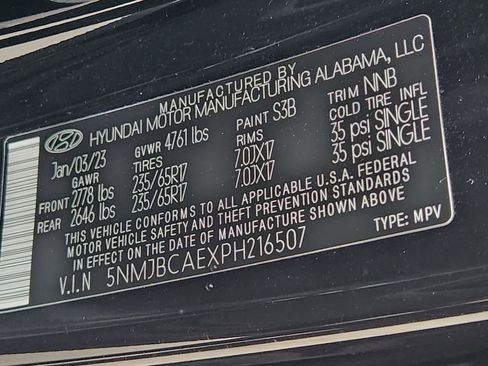 MANUFACTURED BY
HYUNDAI MOTOR MANUFACTURING ALABAMA, LLC
Jan/03/23 GVWR 4761 lbs PAINT S3B TRIM NNB
GAWR TIRES RIMS COLD TIRE INFL
FRONT 2778 lbs 235/65R17 7.0JX17 35 psi SINGLE
REAR 2646 lbs 235/65R17 7.0JX17 35 psi SINGLE
THIS VEHICLE CONFORMS TO ALL APPLICABLE U.S.A. FEDERAL
MOTOR VEHICLE SAFETY AND THEFT PREVENTION STANDARDS
IN EFFECT ON THE DATE OF MANUFACTURE SHOWN ABOVE
V.I.N 5NMJBCAEXPH216507 TYPE: MPV